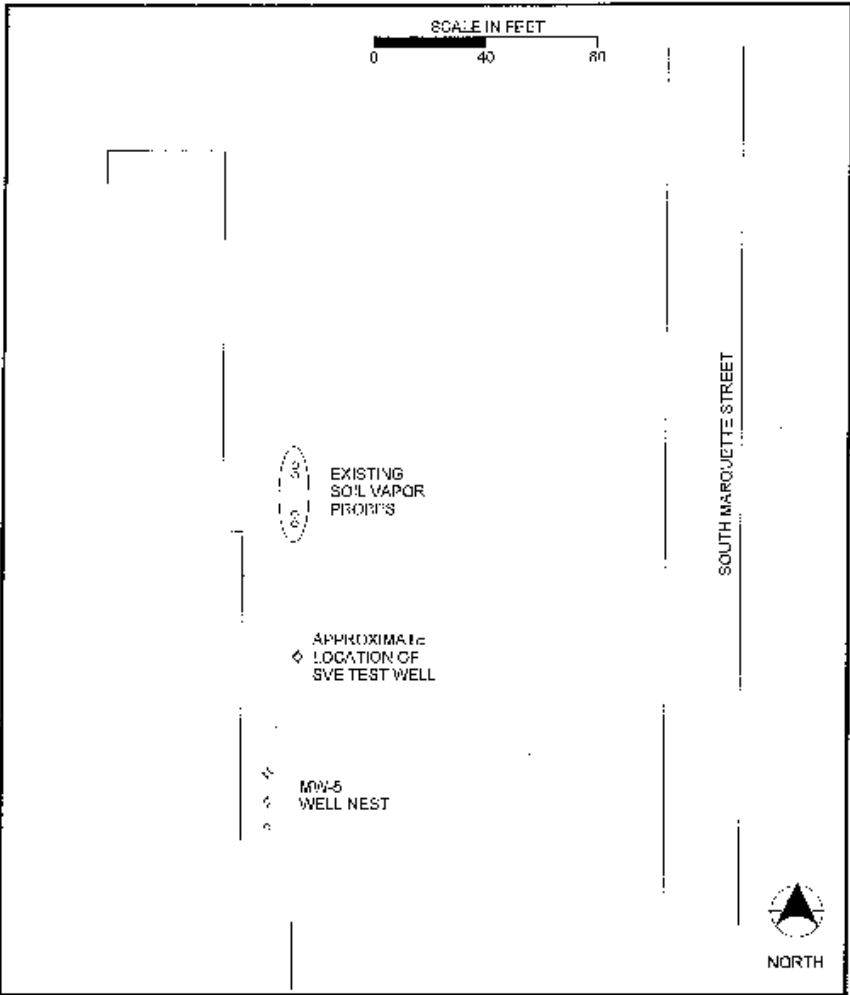 SCALE IN FEET
0 40 80
EXISTING
SOIL VAPOR
PROBES
SOUTH MARQUETTE STREET
APPROXIMATE
LOCATION OF
SVE TEST WELL
MW-5
WELL NEST
NORTH